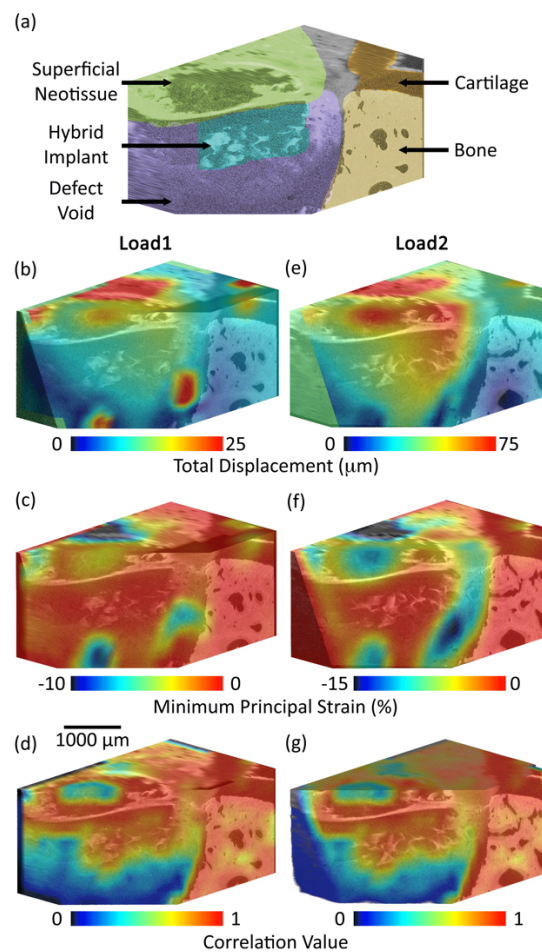 (a)
Superficial
Neotissue
Hybrid
Implant
Defect
Void
Cartilage
Bone
Load1
Load2
(b)
(e)
0 25 0 75
Total Displacement (μm)
(c)
(f)
-10 0 -15 0
Minimum Principal Strain (%)
1000 μm
(d)
(g)
0 1 0 1
Correlation Value